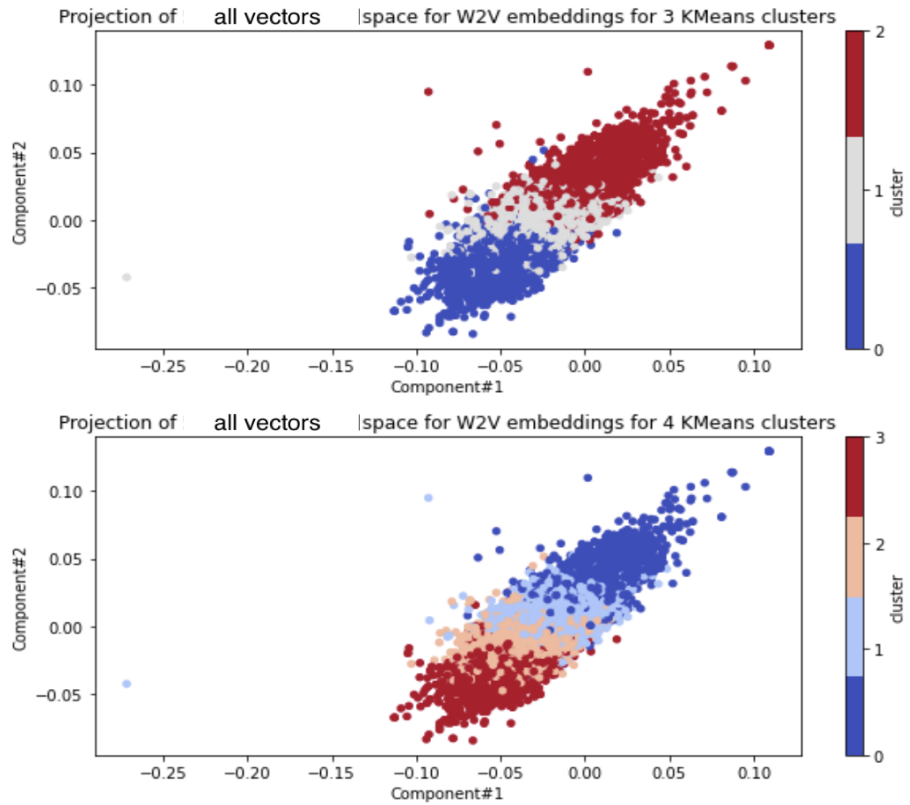 Projection of all vectors space for W2V embeddings for 3 KMeans clusters
0.10
0.05
0.00
−0.05
Component#2
−0.25 −0.20 −0.15 −0.10 −0.05 0.00 0.05 0.10
Component#1
2
1
0
cluster
Projection of all vectors space for W2V embeddings for 4 KMeans clusters
0.10
0.05
0.00
−0.05
Component#2
−0.25 −0.20 −0.15 −0.10 −0.05 0.00 0.05 0.10
Component#1
3
2
1
0
cluster